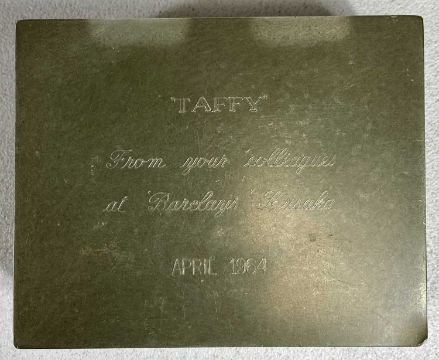 "TAFFY"
From your colleagues
at Barclays
APRIL 1964